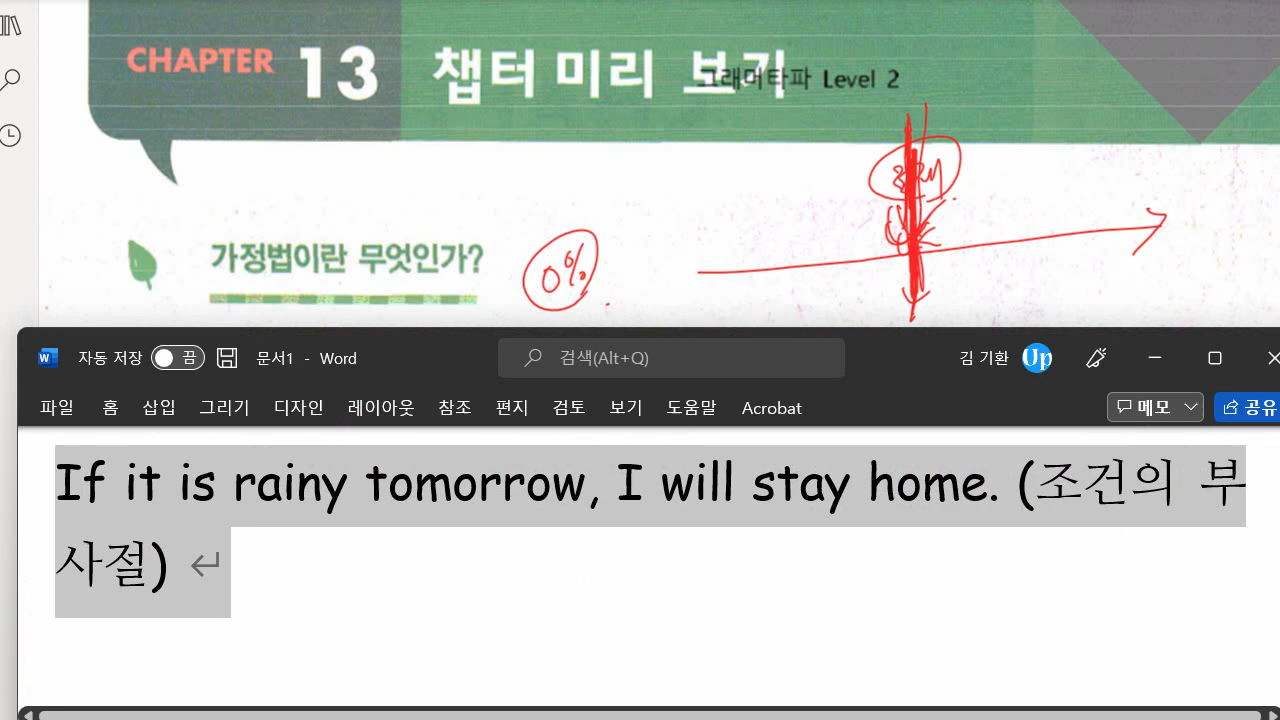 CHAPTER 13 챕터 미리 보기
그래머타파 Level 2
현재
가정법이란 무엇인가?
0%
자동 저장 끔 문서1 - Word 검색(Alt+Q) 김 기환 Up
파일 홈 삽입 그리기 디자인 레이아웃 참조 편지 검토 보기 도움말 Acrobat 메모 공유
If it is rainy tomorrow, I will stay home. (조건의 부
사절)